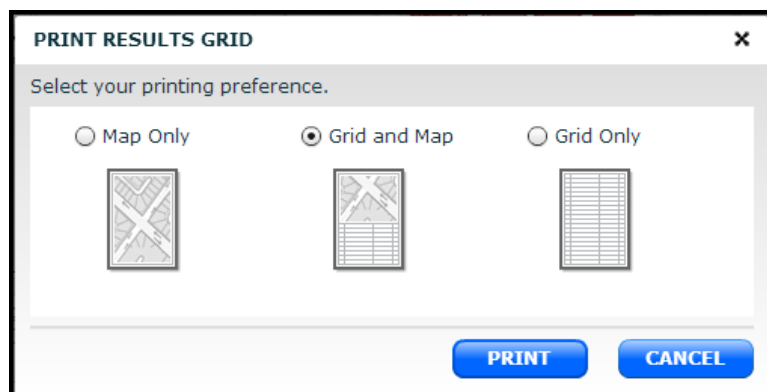 PRINT RESULTS GRID
Select your printing preference.
Map Only Grid and Map Grid Only
PRINT CANCEL